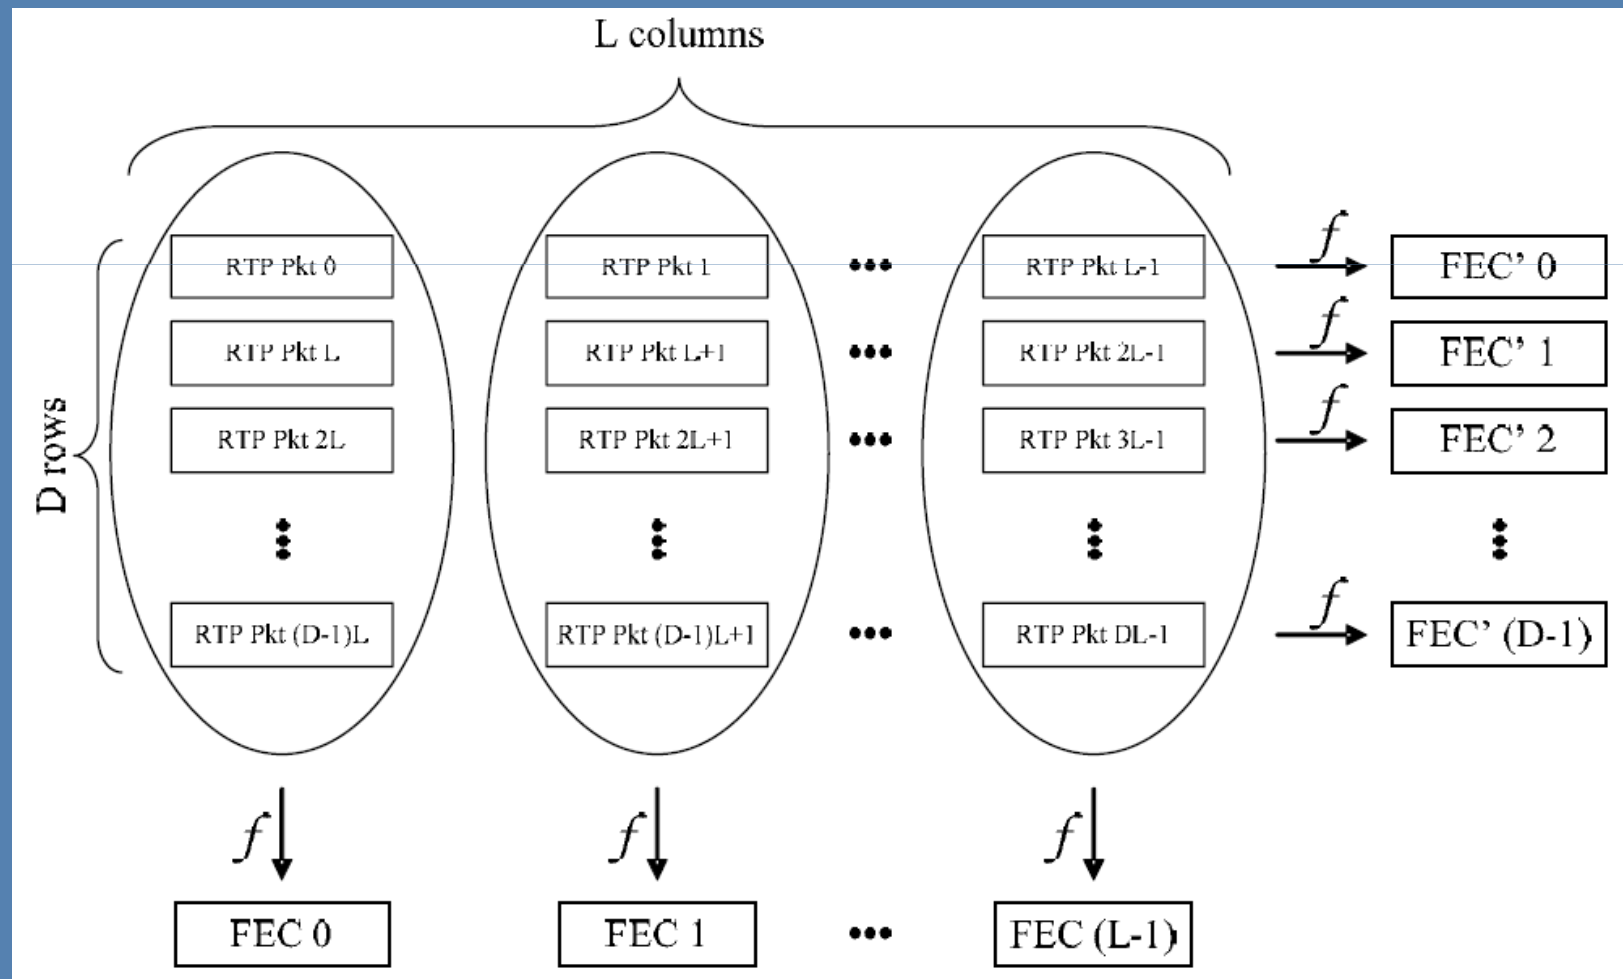 L columns
D rows
RTP Pkt 0 RTP Pkt 1 ••• RTP Pkt L-1 f FEC’ 0
RTP Pkt L RTP Pkt L+1 ••• RTP Pkt 2L-1 f FEC’ 1
RTP Pkt 2L RTP Pkt 2L+1 ••• RTP Pkt 3L-1 f FEC’ 2
RTP Pkt (D-1)L RTP Pkt (D-1)L+1 ••• RTP Pkt DL-1 f FEC’ (D-1)
f f f
FEC 0 FEC 1 ••• FEC (L-1)